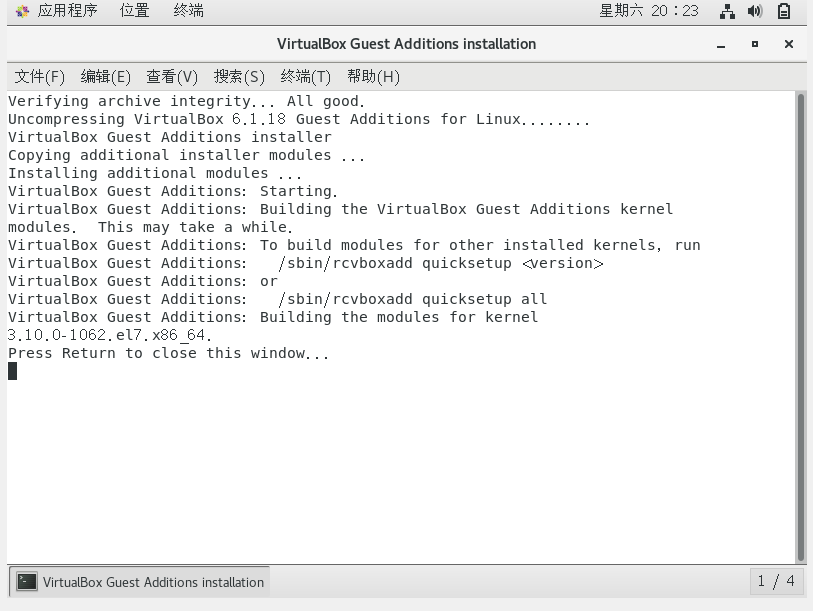 应用程序 位置 终端 星期六 20：23
VirtualBox Guest Additions installation
文件(F) 编辑(E) 查看(V) 搜索(S) 终端(T) 帮助(H)
Verifying archive integrity... All good.
Uncompressing VirtualBox 6.1.18 Guest Additions for Linux........
VirtualBox Guest Additions installer
Copying additional installer modules ...
Installing additional modules ...
VirtualBox Guest Additions: Starting.
VirtualBox Guest Additions: Building the VirtualBox Guest Additions kernel
modules.  This may take a while.
VirtualBox Guest Additions: To build modules for other installed kernels, run
VirtualBox Guest Additions:   /sbin/rcvboxadd quicksetup <version>
VirtualBox Guest Additions: or
VirtualBox Guest Additions:   /sbin/rcvboxadd quicksetup all
VirtualBox Guest Additions: Building the modules for kernel
3.10.0-1062.el7.x86_64.
Press Return to close this window...
VirtualBox Guest Additions installation 1 / 4